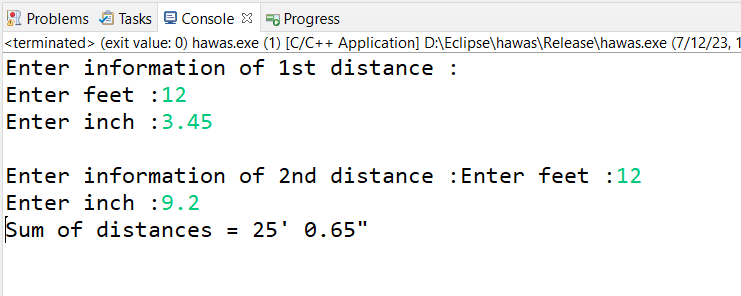 Problems Tasks Console Progress
<terminated> (exit value: 0) hawas.exe (1) [C/C++ Application] D:\Eclipse\hawas\Release\hawas.exe (7/12/23, 1
Enter information of 1st distance :
Enter feet :12
Enter inch :3.45
Enter information of 2nd distance :Enter feet :12
Enter inch :9.2
Sum of distances = 25' 0.65"